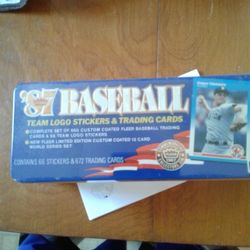 '87 BASEBALL
TEAM LOGO STICKERS & TRADING CARDS
• COMPLETE SET OF 660 CUSTOM COATED FLEER BASEBALL TRADING
CARDS & 66 TEAM STICKERS
• NEW FLEER LIMITED EDITION CUSTOM COATED 12 CARD
WORLD SERIES SET
CONTAINS 66 STICKERS & 672 TRADING CARDS